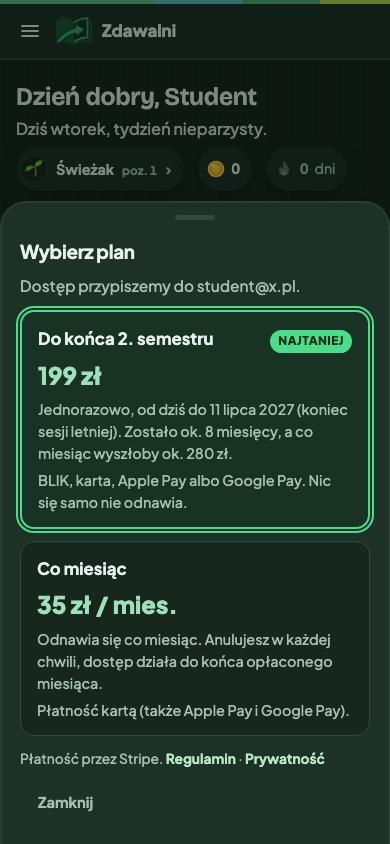 Zdawalni
Dzień dobry, Student
Dziś wtorek, tydzień nieparzysty.
Świeżak poz. 1 › 0 0 dni
Wybierz plan
Dostęp przypiszemy do student@x.pl.
Do końca 2. semestru NAJTANIEJ
199 zł
Jednorazowo, od dziś do 11 lipca 2027 (koniec
sesji letniej). Zostało ok. 8 miesięcy, a co
miesiąc wyszłoby ok. 280 zł.
BLIK, karta, Apple Pay albo Google Pay. Nic
się samo nie odnawia.
Co miesiąc
35 zł / mies.
Odnawia się co miesiąc. Anulujesz w każdej
chwili, dostęp działa do końca opłaconego
miesiąca.
Płatność kartą (także Apple Pay i Google Pay).
Płatność przez Stripe. Regulamin · Prywatność
Zamknij